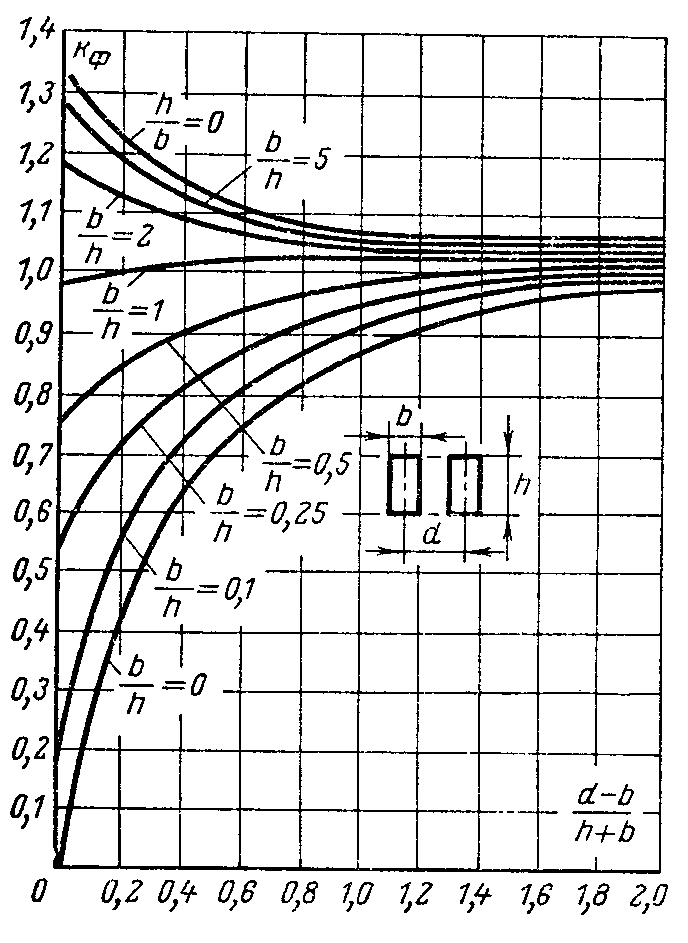 1,4
кф
1,3
h/b=0
1,2
b/h=5
1,1
b/h=2
1,0
b/h=1
0,9
0,8
b
0,7
b/h=0,5
h
0,6
b/h=0,25
d
0,5
b/h=0,1
0,4
b/h=0
0,3
0,2
d-b/h+b
0,1
0 0,2 0,4 0,6 0,8 1,0 1,2 1,4 1,6 1,8 2,0